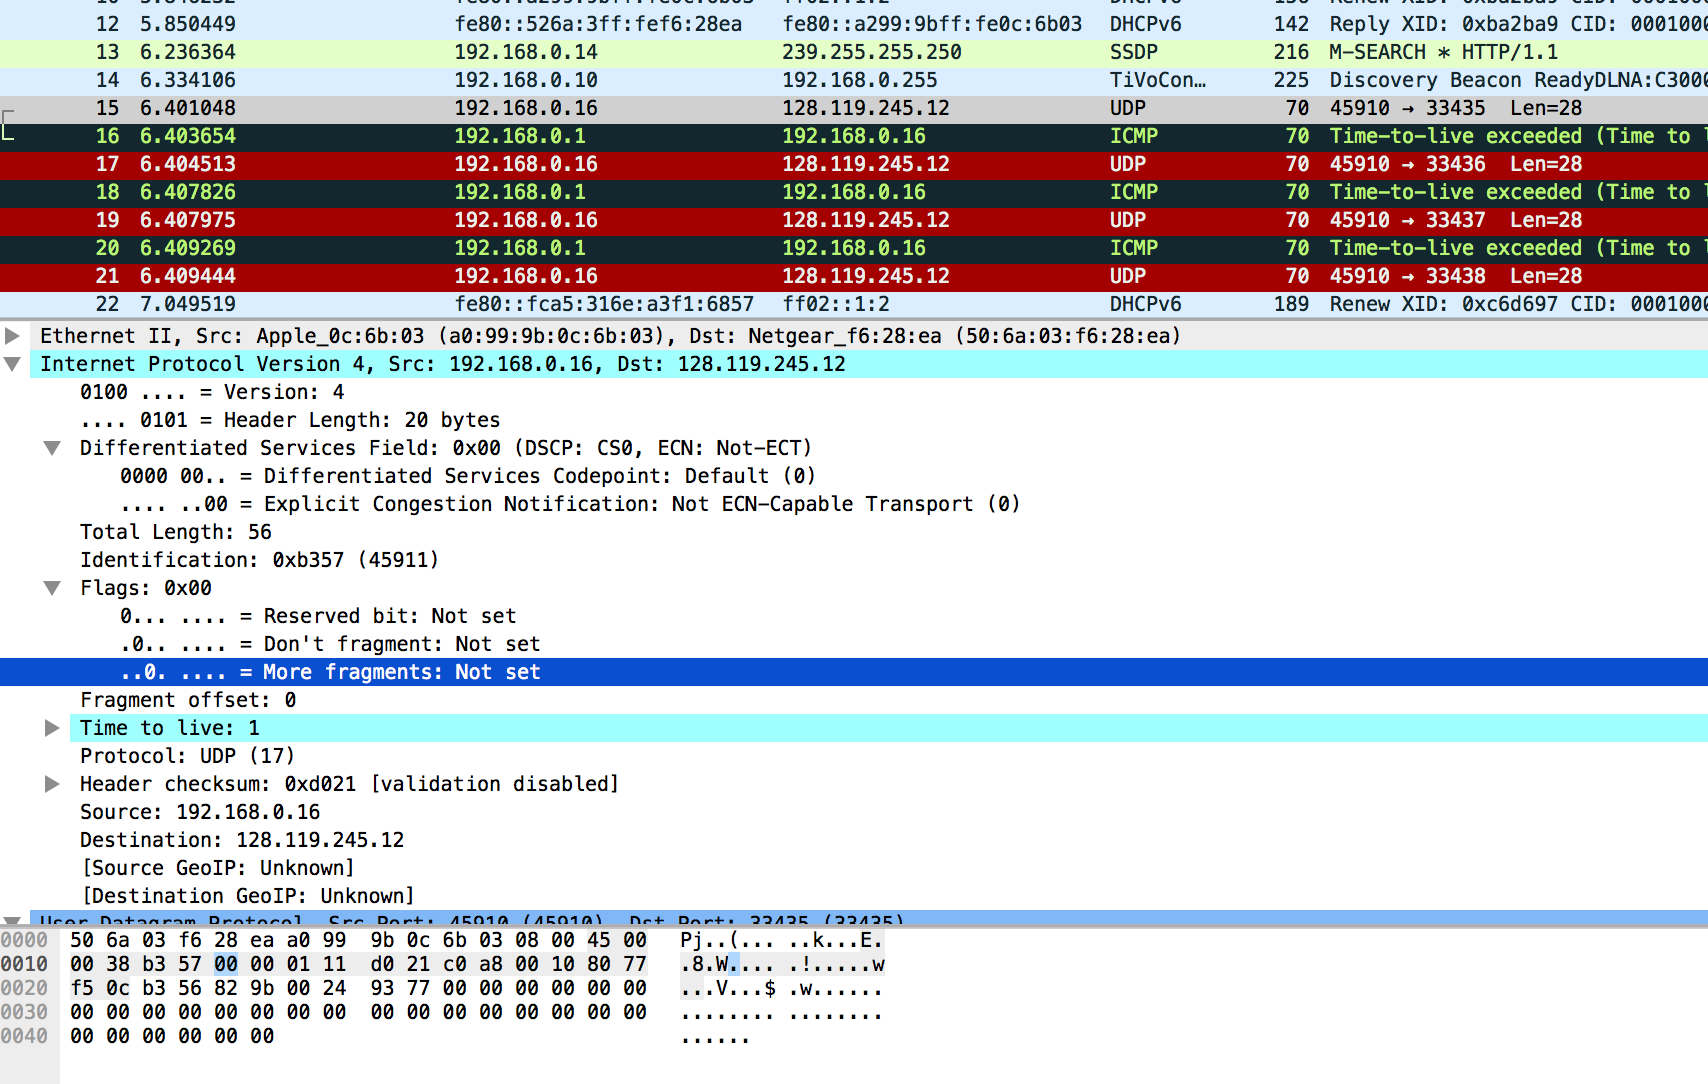 12 5.850449 fe80::526a:3ff:fef6:28ea fe80::a299:9bff:fe0c:6b03 DHCPv6 142 Reply XID: 0xba2ba9 CID: 0001000
13 6.236364 192.168.0.14 239.255.255.250 SSDP 216 M-SEARCH * HTTP/1.1
14 6.334106 192.168.0.10 192.168.0.255 TiVoCon… 225 Discovery Beacon ReadyDLNA:C3000
15 6.401048 192.168.0.16 128.119.245.12 UDP 70 45910 → 33435 Len=28
16 6.403654 192.168.0.1 192.168.0.16 ICMP 70 Time-to-live exceeded (Time to l
17 6.404513 192.168.0.16 128.119.245.12 UDP 70 45910 → 33436 Len=28
18 6.407826 192.168.0.1 192.168.0.16 ICMP 70 Time-to-live exceeded (Time to l
19 6.407975 192.168.0.16 128.119.245.12 UDP 70 45910 → 33437 Len=28
20 6.409269 192.168.0.1 192.168.0.16 ICMP 70 Time-to-live exceeded (Time to l
21 6.409444 192.168.0.16 128.119.245.12 UDP 70 45910 → 33438 Len=28
22 7.049519 fe80::fca5:316e:a3f1:6857 ff02::1:2 DHCPv6 189 Renew XID: 0xc6d697 CID: 0001000
Ethernet II, Src: Apple_0c:6b:03 (a0:99:9b:0c:6b:03), Dst: Netgear_f6:28:ea (50:6a:03:f6:28:ea)
Internet Protocol Version 4, Src: 192.168.0.16, Dst: 128.119.245.12
0100 .... = Version: 4
.... 0101 = Header Length: 20 bytes
Differentiated Services Field: 0x00 (DSCP: CS0, ECN: Not-ECT)
0000 00.. = Differentiated Services Codepoint: Default (0)
.... ..00 = Explicit Congestion Notification: Not ECN-Capable Transport (0)
Total Length: 56
Identification: 0xb357 (45911)
Flags: 0x00
0... .... = Reserved bit: Not set
.0.. .... = Don't fragment: Not set
..0. .... = More fragments: Not set
Fragment offset: 0
Time to live: 1
Protocol: UDP (17)
Header checksum: 0xd021 [validation disabled]
Source: 192.168.0.16
Destination: 128.119.245.12
[Source GeoIP: Unknown]
[Destination GeoIP: Unknown]
User Datagram Protocol, Src Port: 45910 (45910), Dst Port: 33435 (33435)
0000 50 6a 03 f6 28 ea a0 99 9b 0c 6b 03 08 00 45 00 Pj..(... ..k...E.
0010 00 38 b3 57 00 00 01 11 d0 21 c0 a8 00 10 80 77 .8.W.... .!.....w
0020 f5 0c b3 56 82 9b 00 24 93 77 00 00 00 00 00 00 ...V...$ .w......
0030 00 00 00 00 00 00 00 00 00 00 00 00 00 00 00 00 ........ ........
0040 00 00 00 00 00 00 ......